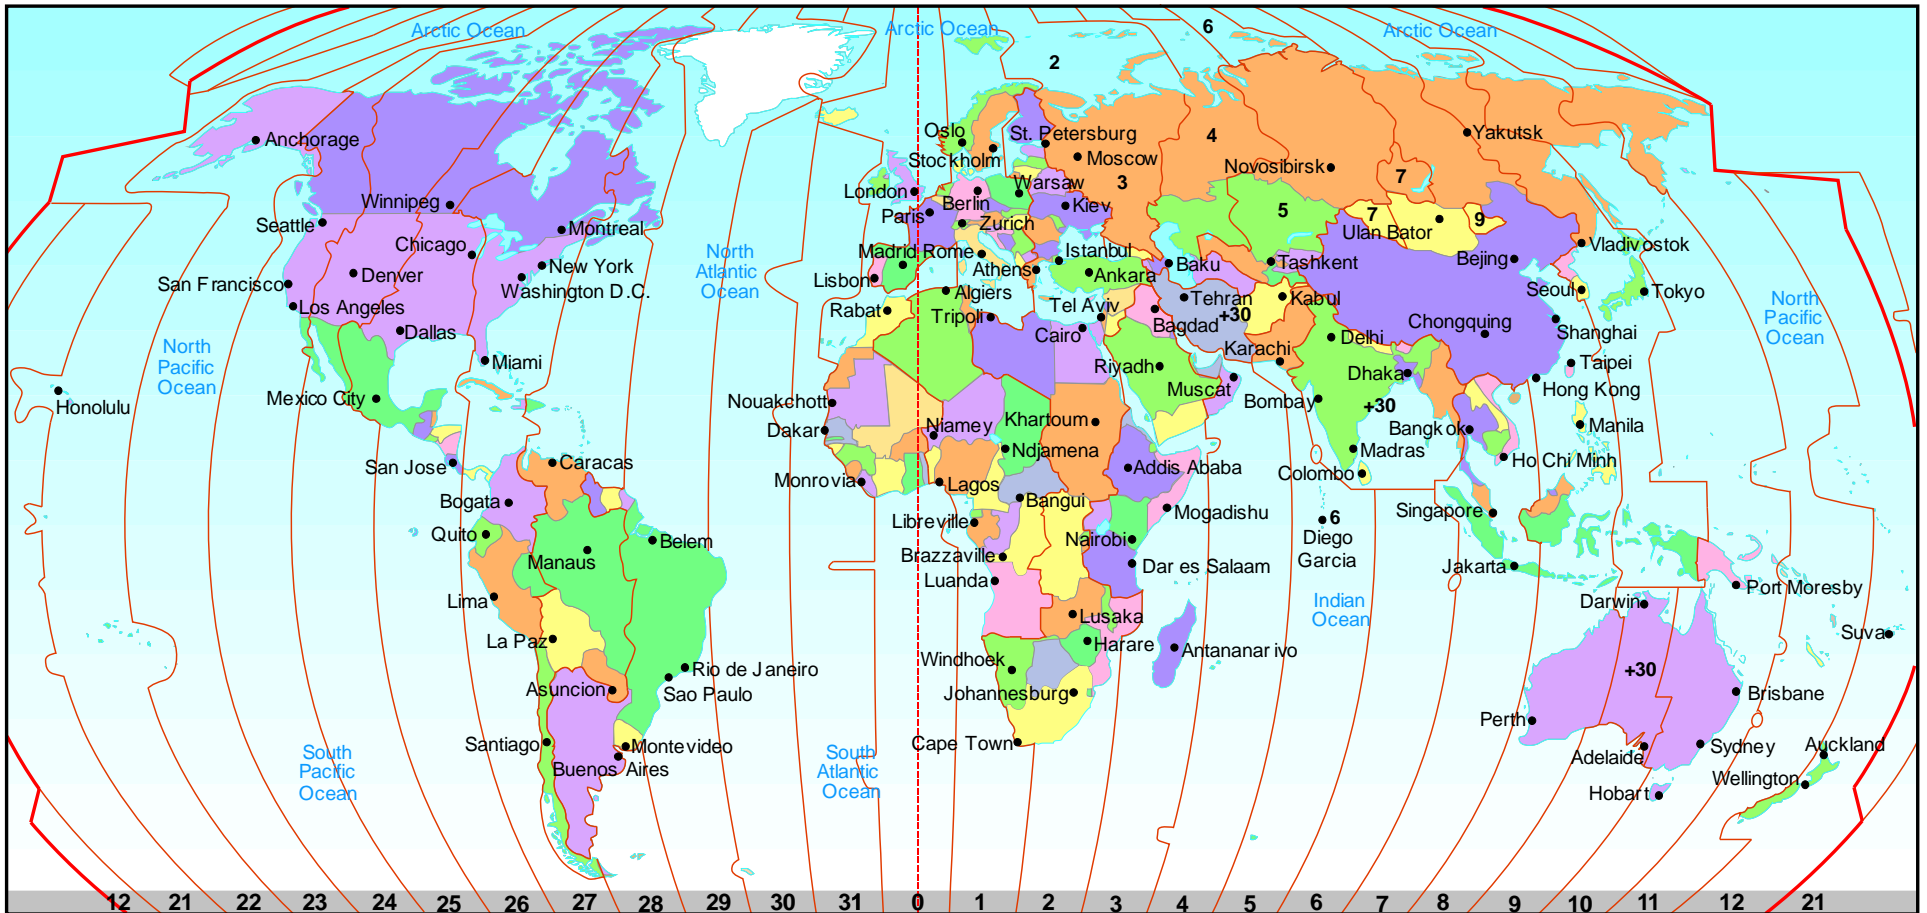 Arctic Ocean
Arctic Ocean
6
Arctic Ocean
2
Anchorage
Oslo
St. Petersburg
4
Yakutsk
Stockholm
Moscow
Novosibirsk
7
London
Warsaw
3
Winnipeg
Berlin
Paris
Kiev
5
7
9
Seattle
Montreal
Zurich
Ulan Bator
Chicago
Madrid
Rome
Istanbul
Vladivostok
North
Atlantic
Ocean
Bejing
New York
Denver
Athens
Ankara
Baku
Tashkent
San Francisco
Lisbon
Washington D.C.
Algiers
Tehran
Kabul
Seoul
Tokyo
Los Angeles
Rabat
Tripoli
Tel Aviv
+30
North
Pacific
Ocean
Dallas
Cairo
Bagdad
Delhi
Chongquing
Shanghai
North
Pacific
Ocean
Miami
Riyadh
Karachi
Taipei
Dhaka
Honolulu
Mexico City
Nouakchott
Muscat
Bombay
+30
Hong Kong
Khartoum
Dakar
Niamey
Bangkok
Manila
San Jose
Caracas
Ndjamena
Madras
Monrovia
Lagos
Addis Ababa
Colombo
Ho Chi Minh
Bogata
Bangui
Mogadishu
Singapore
Quito
Belem
Libreville
6
Diego
Garcia
Manaus
Brazzaville
Nairobi
Luanda
Dar es Salaam
Jakarta
Port Moresby
Lima
Lusaka
Indian
Ocean
Darwin
La Paz
Harare
Antananarivo
Suva
Rio de Janeiro
Windhoek
+30
Asuncion
Sao Paulo
Johannesburg
Brisbane
Perth
Santiago
Montevideo
Cape Town
Sydney
Auckland
South
Pacific
Ocean
Buenos Aires
South
Atlantic
Ocean
Adelaide
Wellington
Hobart
12 21 22 23 24 25 26 27 28 29 30 31 0 1 2 3 4 5 6 7 8 9 10 11 12 21